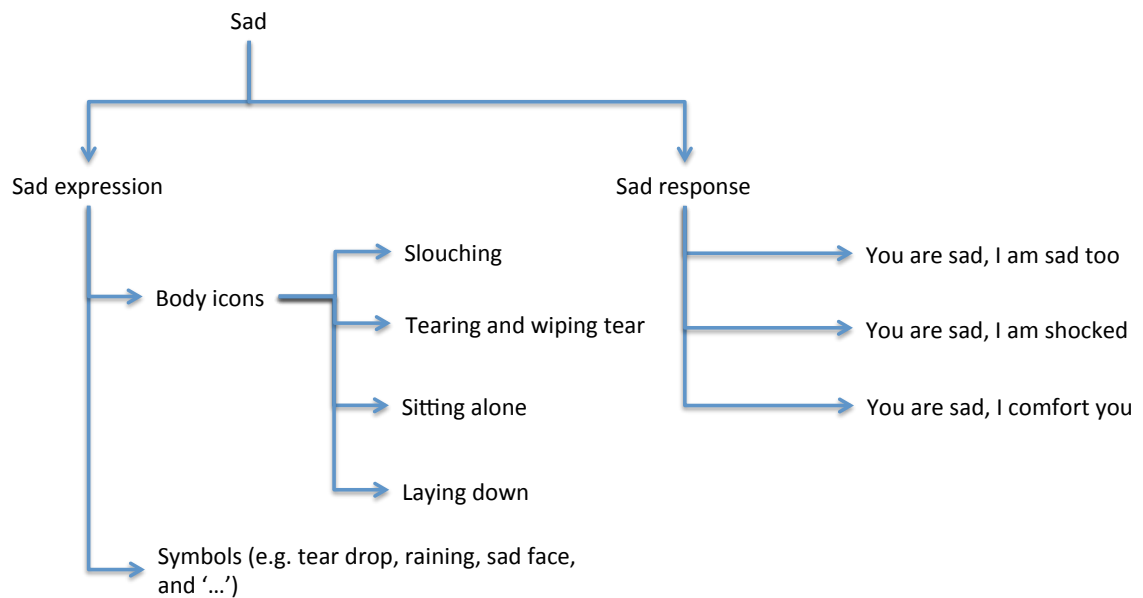 Sad
Sad expression
Sad response
Slouching
You are sad, I am sad too
Body icons
Tearing and wiping tear
You are sad, I am shocked
Sitting alone
You are sad, I comfort you
Laying down
Symbols (e.g. tear drop, raining, sad face,
and ‘...’)